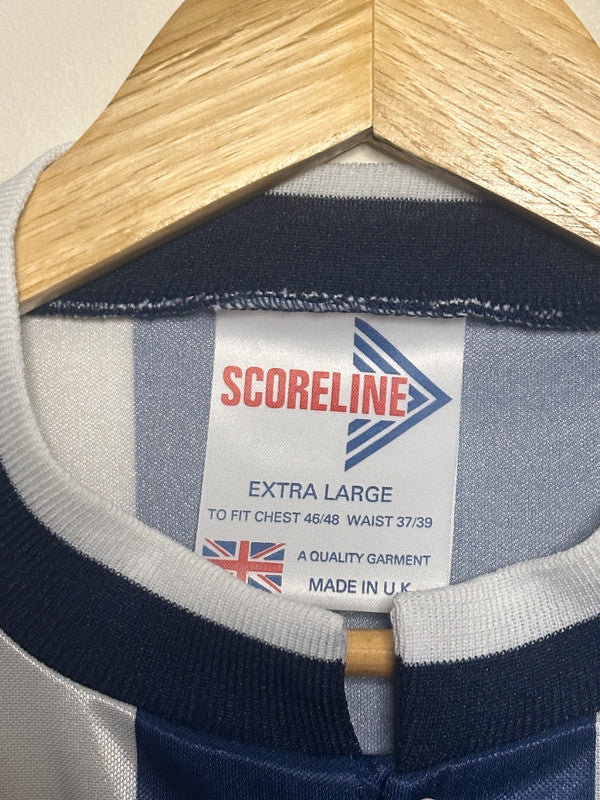 SCORELINE
EXTRA LARGE
TO FIT CHEST 46/48 WAIST 37/39
A QUALITY GARMENT
MADE IN U.K